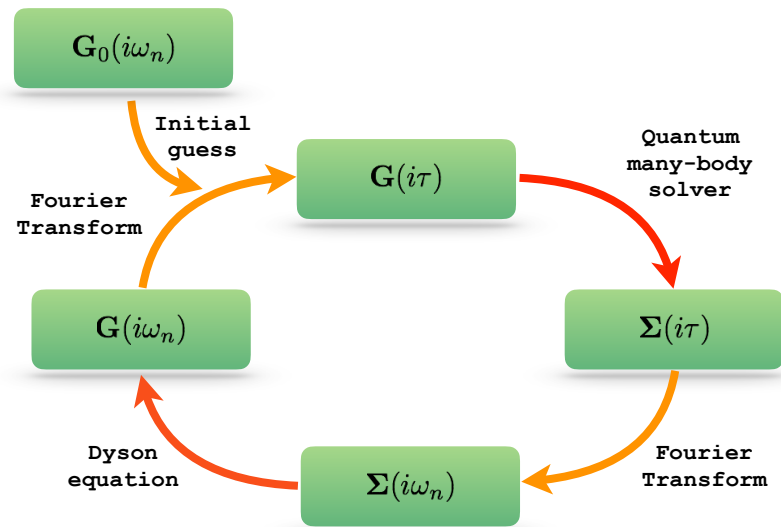 G₀(iωₙ)
Initial
guess
Quantum
many-body
solver
G(iτ)
Fourier
Transform
G(iωₙ)
Σ(iτ)
Dyson
equation
Σ(iωₙ)
Fourier
Transform